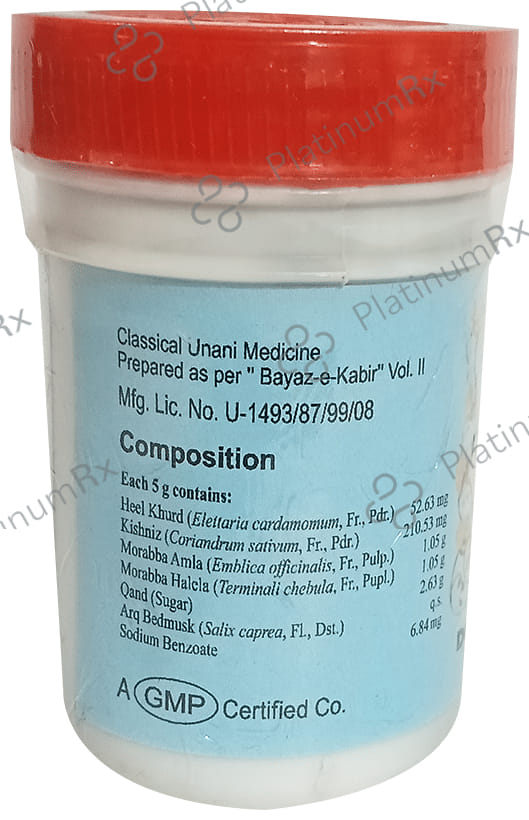 Classical Unani Medicine
Prepared as per " Bayaz-e-Kabir" Vol. II
Mfg. Lic. No. U-1493/87/99/08
Composition
Each 5 g contains:
Heel Khurd (Elettaria cardamomum, Fr., Pdr.) 52.63 mg
Kishniz (Coriandrum sativum, Fr., Pdr.) 210.53 mg
Morabba Amla (Emblica officinalis, Fr., Pulp.) 1.05 g
Morabba Halela (Terminali chebula, Fr., Pupl.) 1.05 g
Qand (Sugar) 2.63 g
Arq Bedmusk (Salix caprea, Fl., Dst.) q.s.
Sodium Benzoate 6.84 mg
A GMP Certified Co.
PlatinumRx
PlatinumRx
PlatinumRx